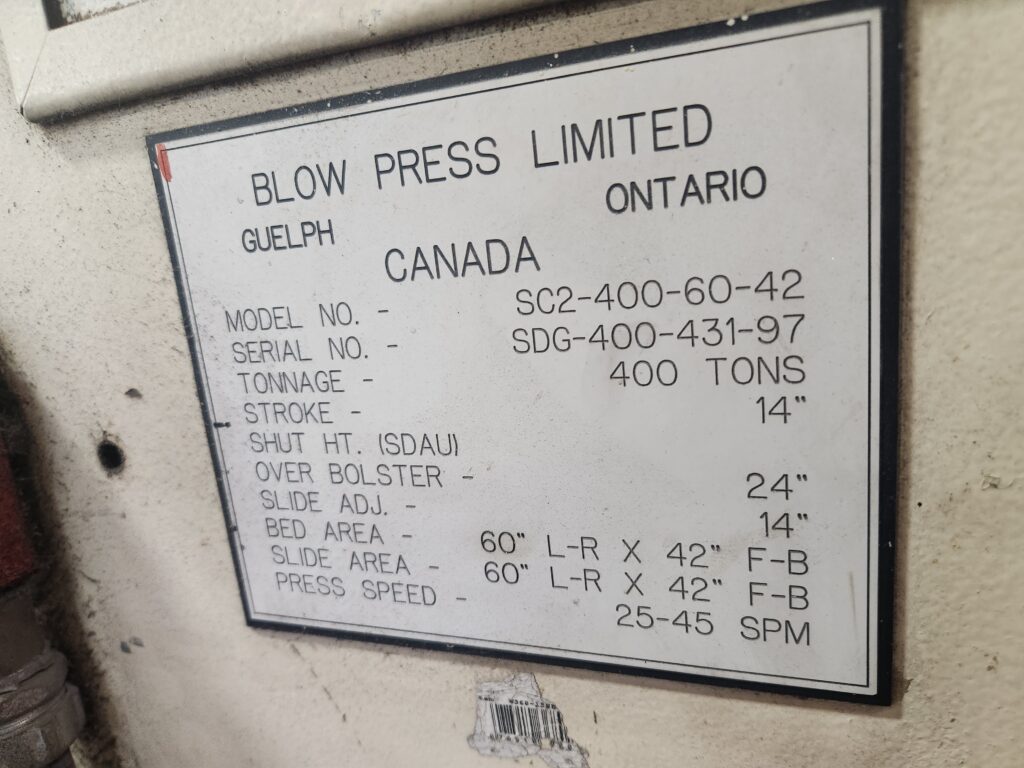 BLOW PRESS LIMITED
GUELPH ONTARIO
CANADA
MODEL NO. - SC2-400-60-42
SERIAL NO. - SDG-400-431-97
TONNAGE - 400 TONS
STROKE - 14"
SHUT HT. (SDAU)
OVER BOLSTER - 24"
SLIDE ADJ. - 14"
BED AREA - 60" L-R X 42" F-B
SLIDE AREA - 60" L-R X 42" F-B
PRESS SPEED - 25-45 SPM